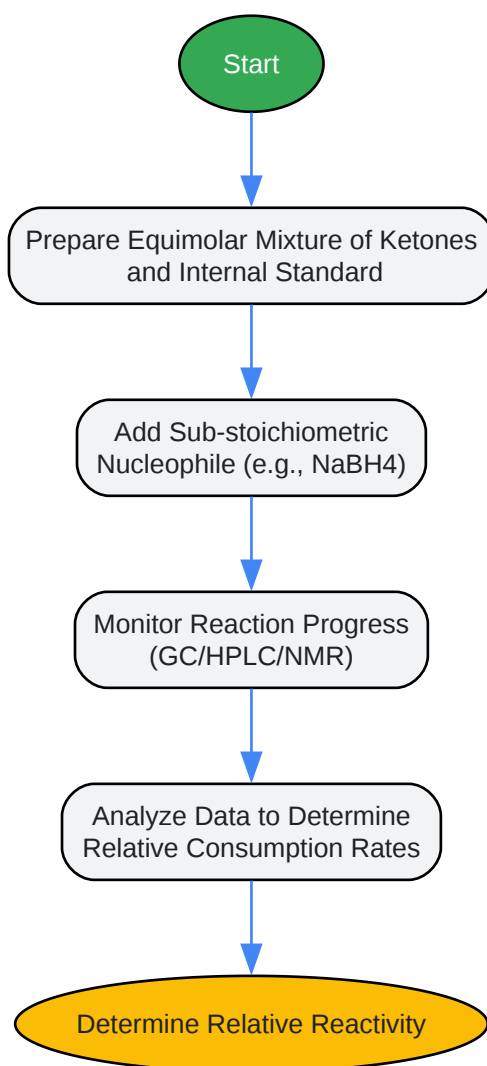 Start
Prepare Equimolar Mixture of Ketones
and Internal Standard
Add Sub-stoichiometric
Nucleophile (e.g., NaBH4)
Monitor Reaction Progress
(GC/HPLC/NMR)
Analyze Data to Determine
Relative Consumption Rates
Determine Relative Reactivity